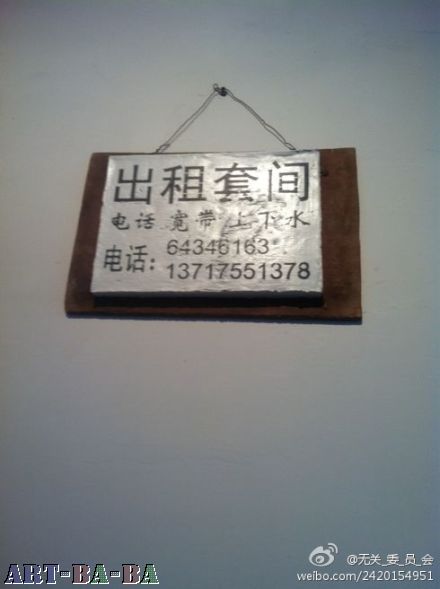 出租套间
电话 宽带 上下水
电话: 64346163
13717551378
@无关_委_员_会
weibo.com/2420154951
ART-BA-BA